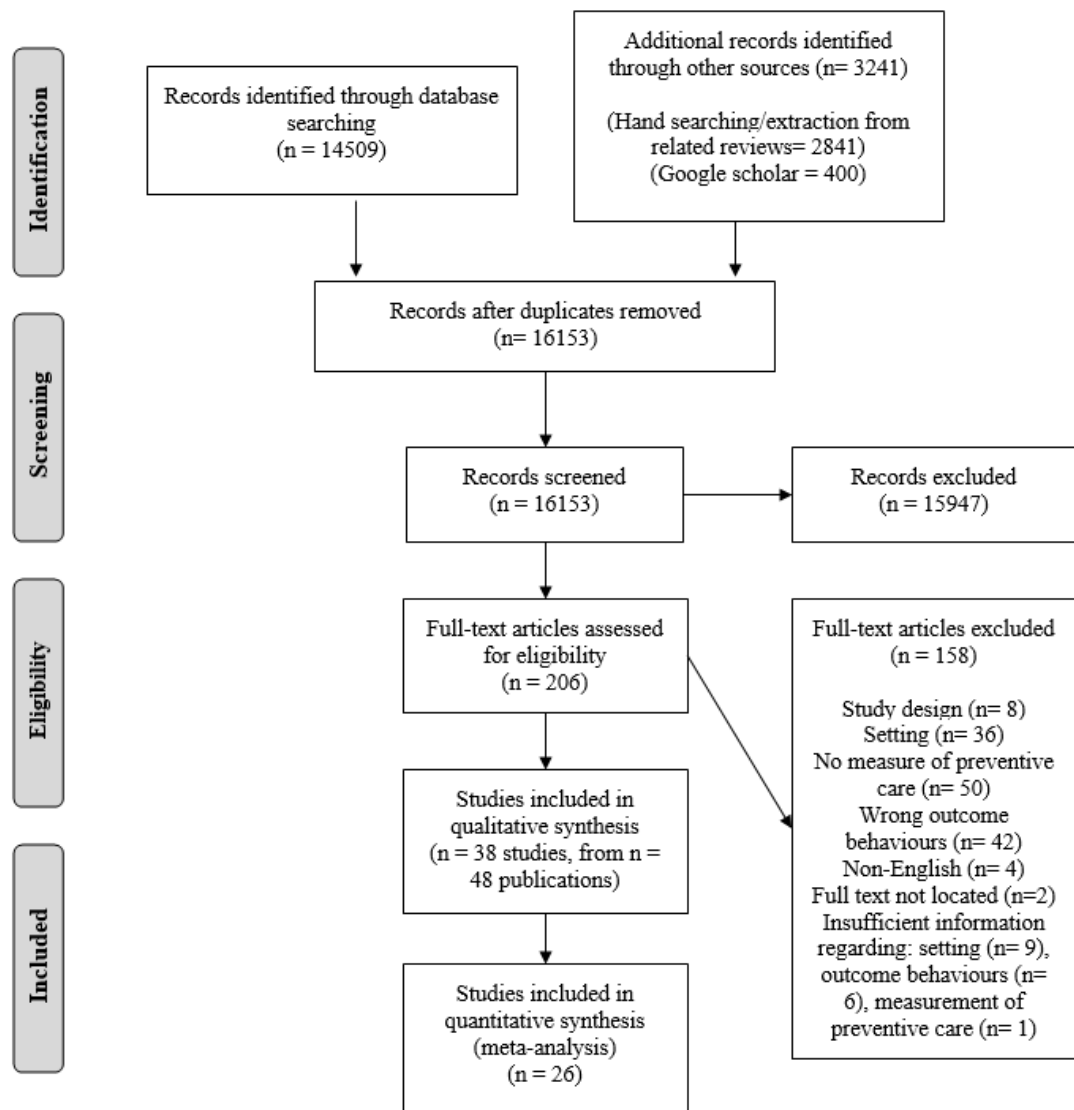 Identification
Records identified through database
searching
(n = 14509)
Additional records identified
through other sources (n= 3241)
(Hand searching/extraction from
related reviews= 2841)
(Google scholar = 400)
Records after duplicates removed
(n= 16153)
Screening
Records screened
(n = 16153)
Records excluded
(n = 15947)
Eligibility
Full-text articles assessed
for eligibility
(n = 206)
Full-text articles excluded
(n = 158)
Study design (n= 8)
Setting (n= 36)
No measure of preventive
care (n= 50)
Wrong outcome
behaviours (n= 42)
Non-English (n= 4)
Full text not located (n=2)
Insufficient information
regarding: setting (n= 9),
outcome behaviours (n=
6), measurement of
preventive care (n= 1)
Studies included in
qualitative synthesis
(n = 38 studies, from n =
48 publications)
Included
Studies included in
quantitative synthesis
(meta-analysis)
(n = 26)